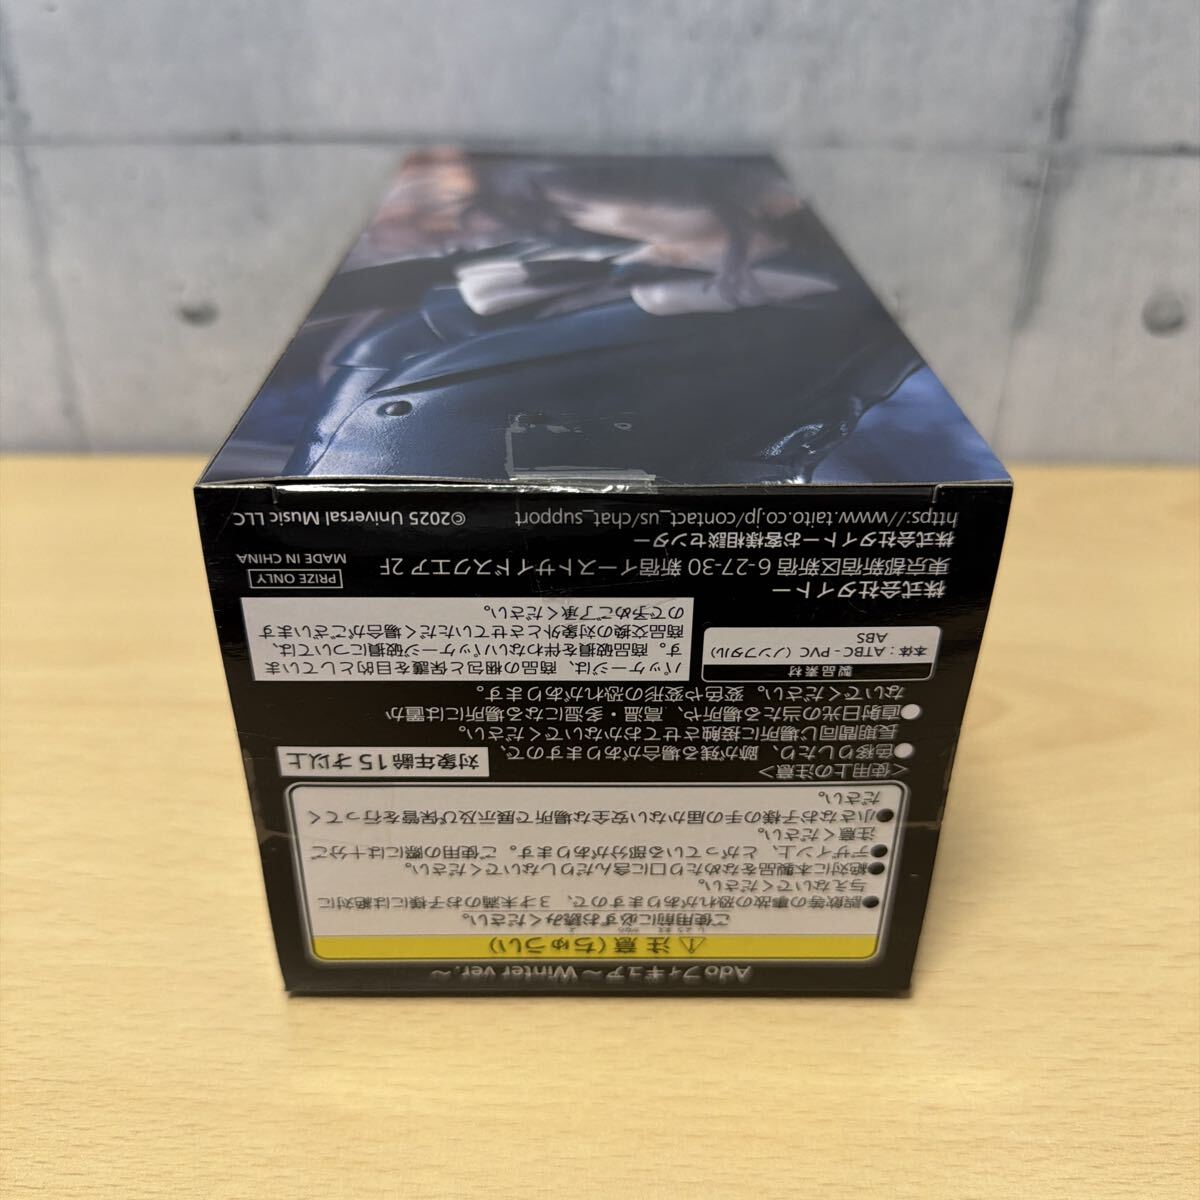 Adoフィギュア～Winter ver.～
⚠注意(ちゅうい)
ご使用前に必ずお読みください。
●誤飲等の事故の恐れがありますので、3才未満のお子様には絶対に
与えないでください。
●絶対に本製品をなめたり口に含んだりしないでください。
●デザイン上、とがっている部分があります。ご使用の際には十分ご
注意ください。
●小さなお子様の手の届かない安全な場所で展示及び保管を行ってく
ださい。
<使用上の注意>
対象年齢15才以上
●色移りしたり、跡が残る場合がありますので、
長期間同じ場所に接触させておかないでください。
●直射日光の当たる場所や、高温・多湿になる場所には置か
ないでください。変色や変形の恐れがあります。
製品素材
本体：ATBC-PVC（ノンフタル）
ABS
パッケージは、商品の梱包と保護を目的としていま
す。商品破損を伴わないパッケージ破損については、
商品交換の対象外とさせていただく場合がございます
ので予めご了承ください。
株式会社タイトー
東京都新宿区新宿 6-27-30 新宿イーストサイドスクエア 2F
株式会社タイトーお客様相談センター
https://www.taito.co.jp/contact_us/chat_support
PRIZE ONLY
MADE IN CHINA
©2025 Universal Music LLC